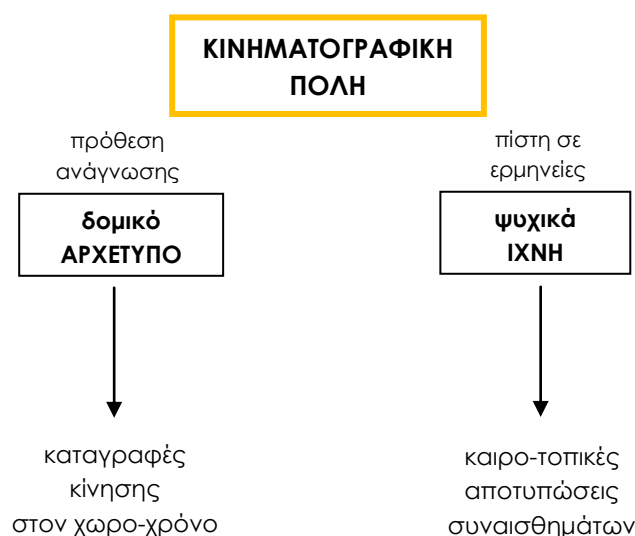 ΚΙΝΗΜΑΤΟΓΡΑΦΙΚΗ
ΠΟΛΗ
πρόθεση
ανάγνωσης
δομικό
ΑΡΧΕΤΥΠΟ
καταγραφές
κίνησης
στον χωρο-χρόνο
πίστη σε
ερμηνείες
ψυχικά
ΙΧΝΗ
καιρο-τοπικές
αποτυπώσεις
συναισθημάτων